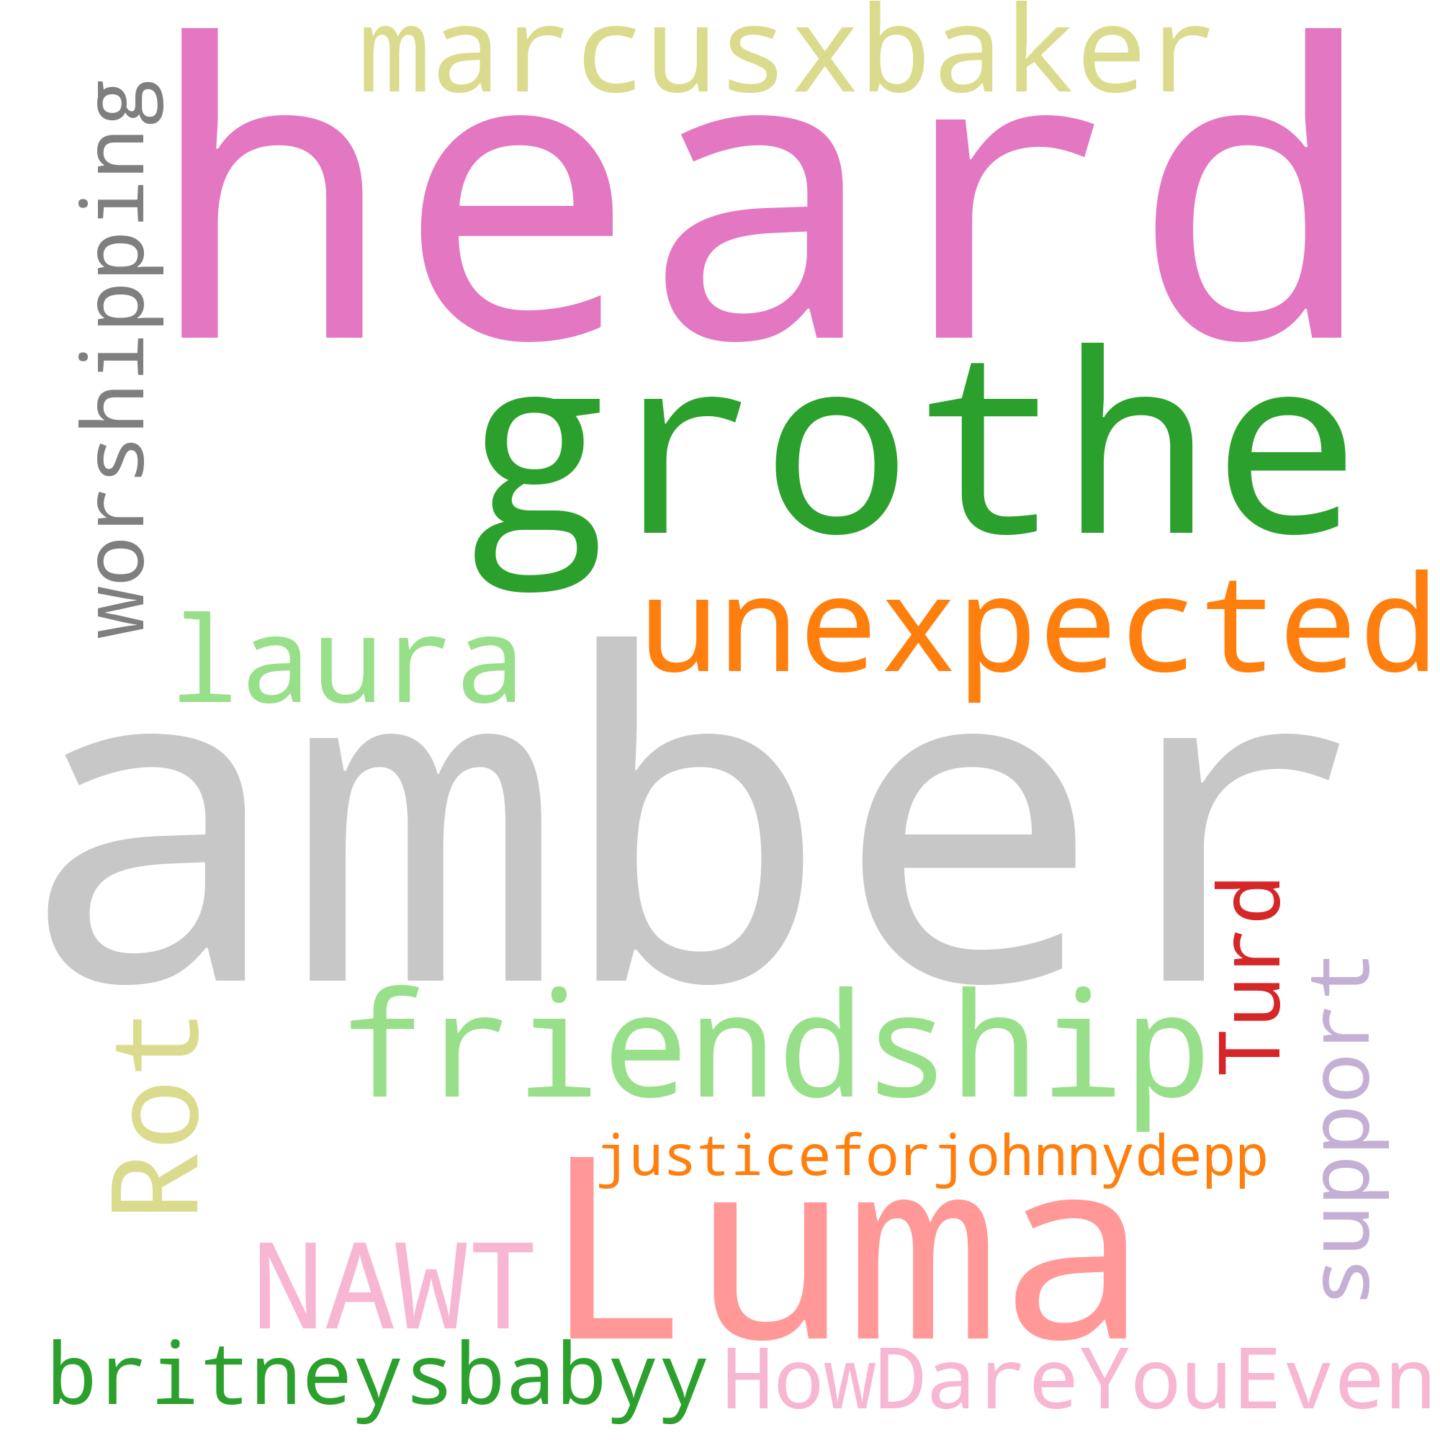 marcusxbaker
heard
worshipping
grothe
unexpected
laura
amber
Turd
friendship
support
Rot
justiceforjohnnydepp
Luma
NAWT
britneysbabyy
HowDareYouEven